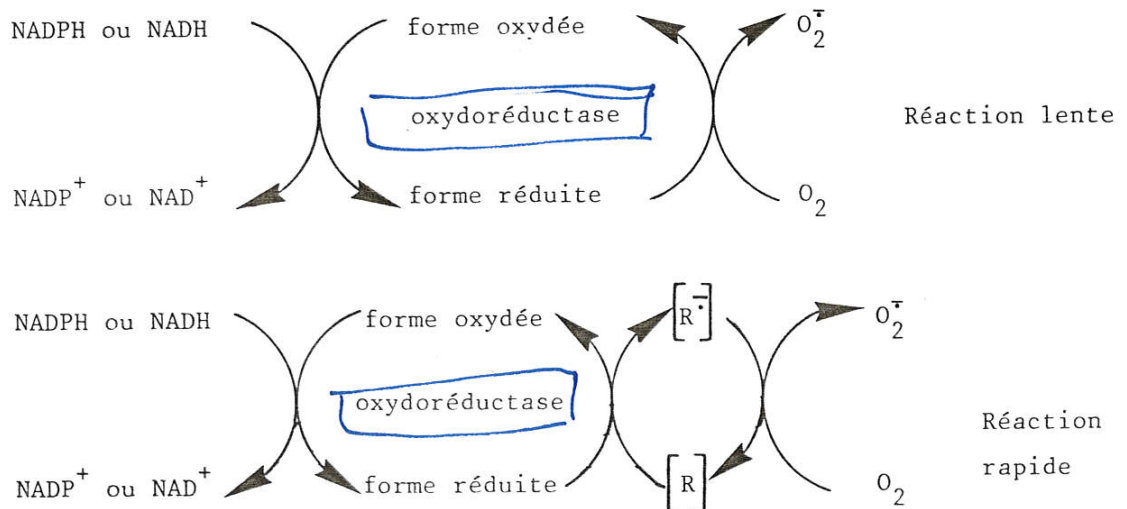 NADPH ou NADH forme oxydée O₂⨪
oxydoréductase Réaction lente
NADP⁺ ou NAD⁺ forme réduite O₂
NADPH ou NADH forme oxydée [R⨪] O₂⨪
oxydoréductase Réaction
rapide
NADP⁺ ou NAD⁺ forme réduite [R] O₂